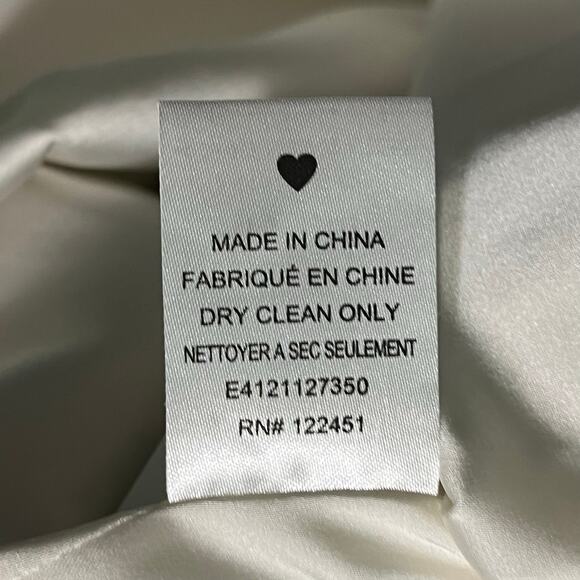 MADE IN CHINA
FABRIQUÉ EN CHINE
DRY CLEAN ONLY
NETTOYER A SEC SEULEMENT
E4121127350
RN# 122451